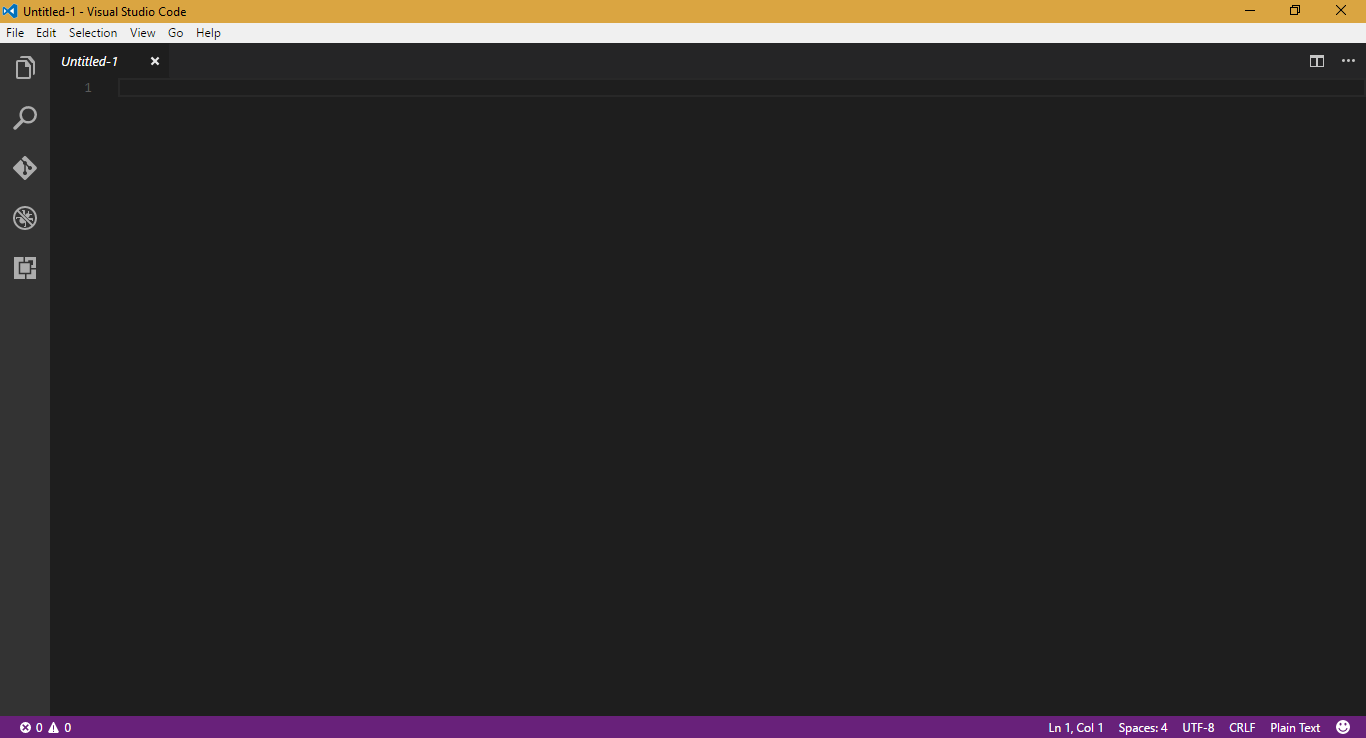 Untitled-1 - Visual Studio Code
File Edit Selection View Go Help
Untitled-1
1
0 0 Ln 1, Col 1 Spaces: 4 UTF-8 CRLF Plain Text